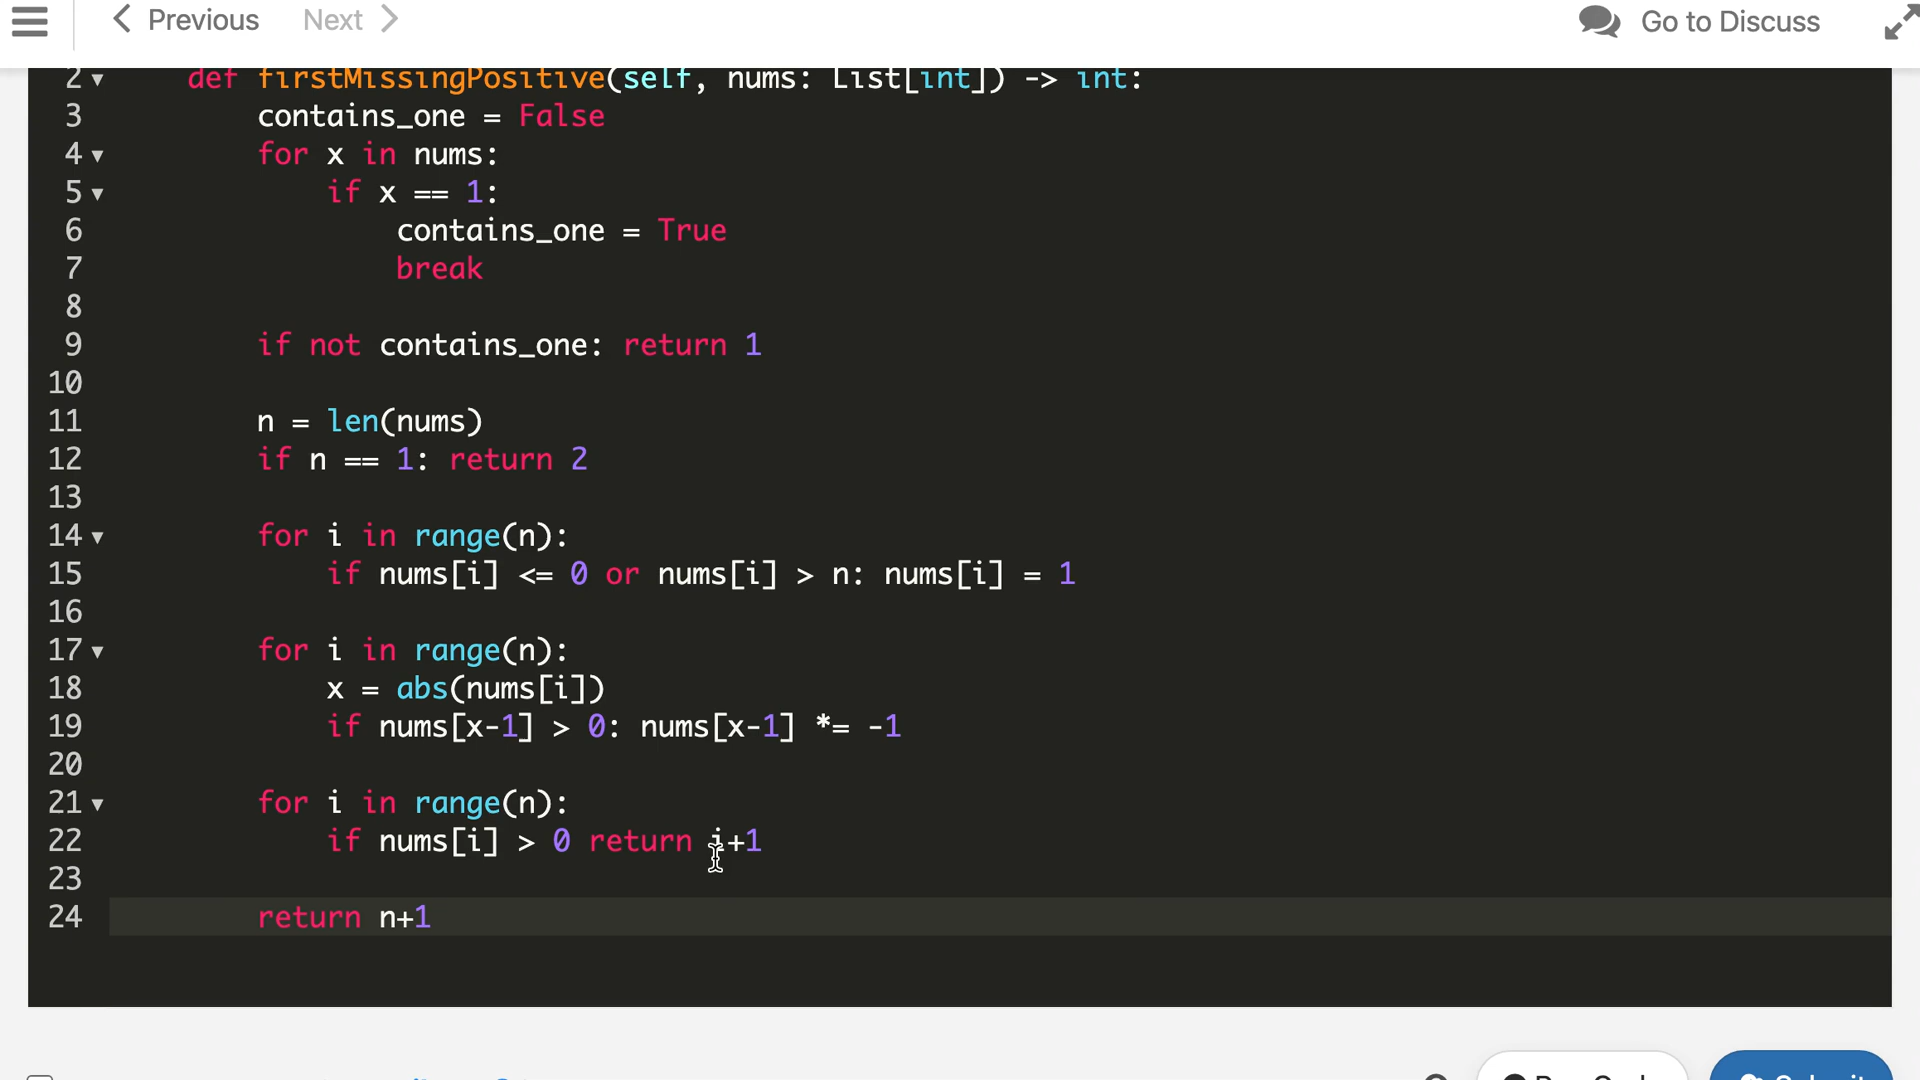 Previous Next Go to Discuss
2 def firstMissingPositive(self, nums: List[int]) -> int:
3 contains_one = False
4 for x in nums:
5 if x == 1:
6 contains_one = True
7 break
8
9 if not contains_one: return 1
10
11 n = len(nums)
12 if n == 1: return 2
13
14 for i in range(n):
15 if nums[i] <= 0 or nums[i] > n: nums[i] = 1
16
17 for i in range(n):
18 x = abs(nums[i])
19 if nums[x-1] > 0: nums[x-1] *= -1
20
21 for i in range(n):
22 if nums[i] > 0 return i+1
23
24 return n+1